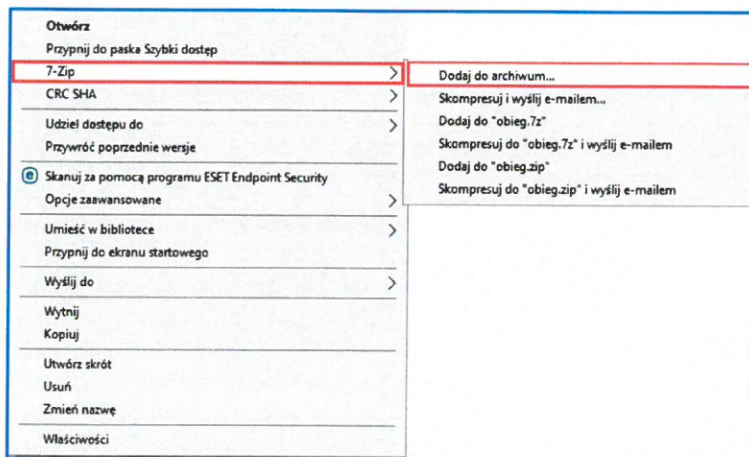 Otwórz
Przypnij do paska Szybki dostęp
7-Zip
CRC SHA
Udziel dostępu do
Przywróć poprzednie wersje
Skanuj za pomocą programu ESET Endpoint Security
Opcje zaawansowane
Umieść w bibliotece
Przypnij do ekranu startowego
Wyślij do
Wytnij
Kopiuj
Utwórz skrót
Usuń
Zmień nazwę
Właściwości
Dodaj do archiwum...
Skompresuj i wyślij e-mailem...
Dodaj do "obieg.7z"
Skompresuj do "obieg.7z" i wyślij e-mailem
Dodaj do "obieg.zip"
Skompresuj do "obieg.zip" i wyślij e-mailem